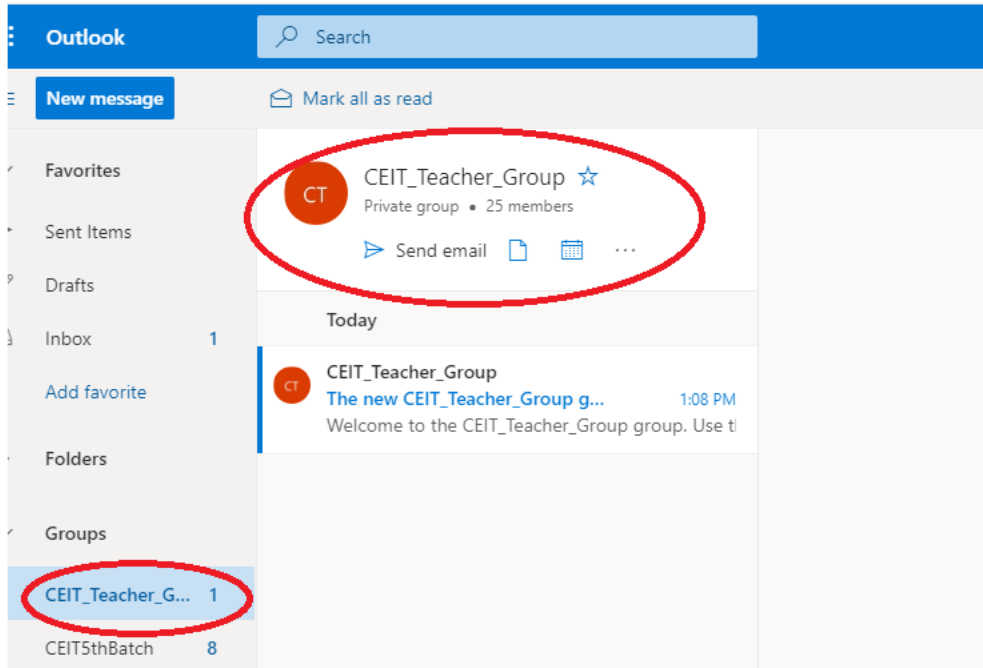 Outlook
Search
New message
Mark all as read
Favorites
Sent Items
Drafts
Inbox 1
Add favorite
Folders
Groups
CEIT_Teacher_G... 1
CEIT5thBatch 8
CT
CEIT_Teacher_Group
Private group • 25 members
Send email
...
Today
CT
CEIT_Teacher_Group
The new CEIT_Teacher_Group g... 1:08 PM
Welcome to the CEIT_Teacher_Group group. Use